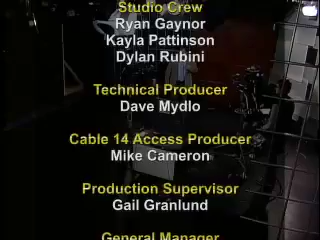 Studio Crew
Ryan Gaynor
Kayla Pattinson
Dylan Rubini
Technical Producer
Dave Mydlo
Cable 14 Access Producer
Mike Cameron
Production Supervisor
Gail Granlund
General Manager